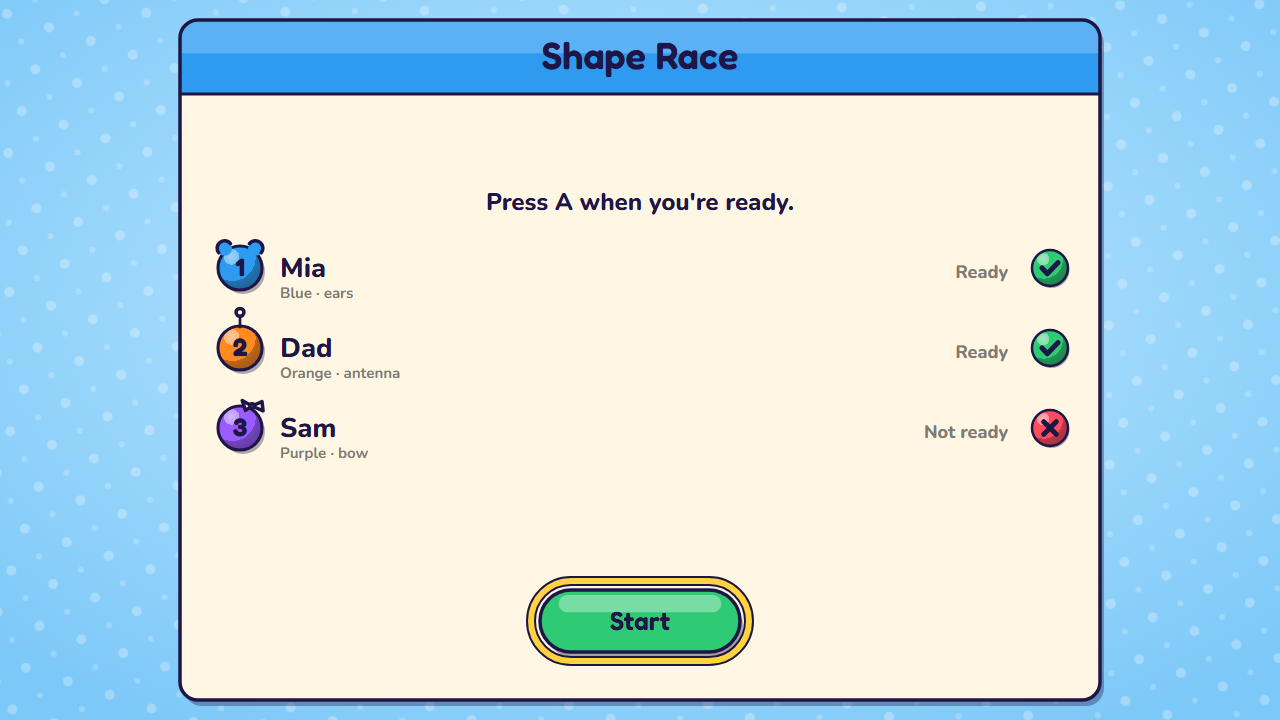 Shape Race
Press A when you're ready.
1 Mia Ready
Blue · ears
2 Dad Ready
Orange · antenna
3 Sam Not ready
Purple · bow
Start